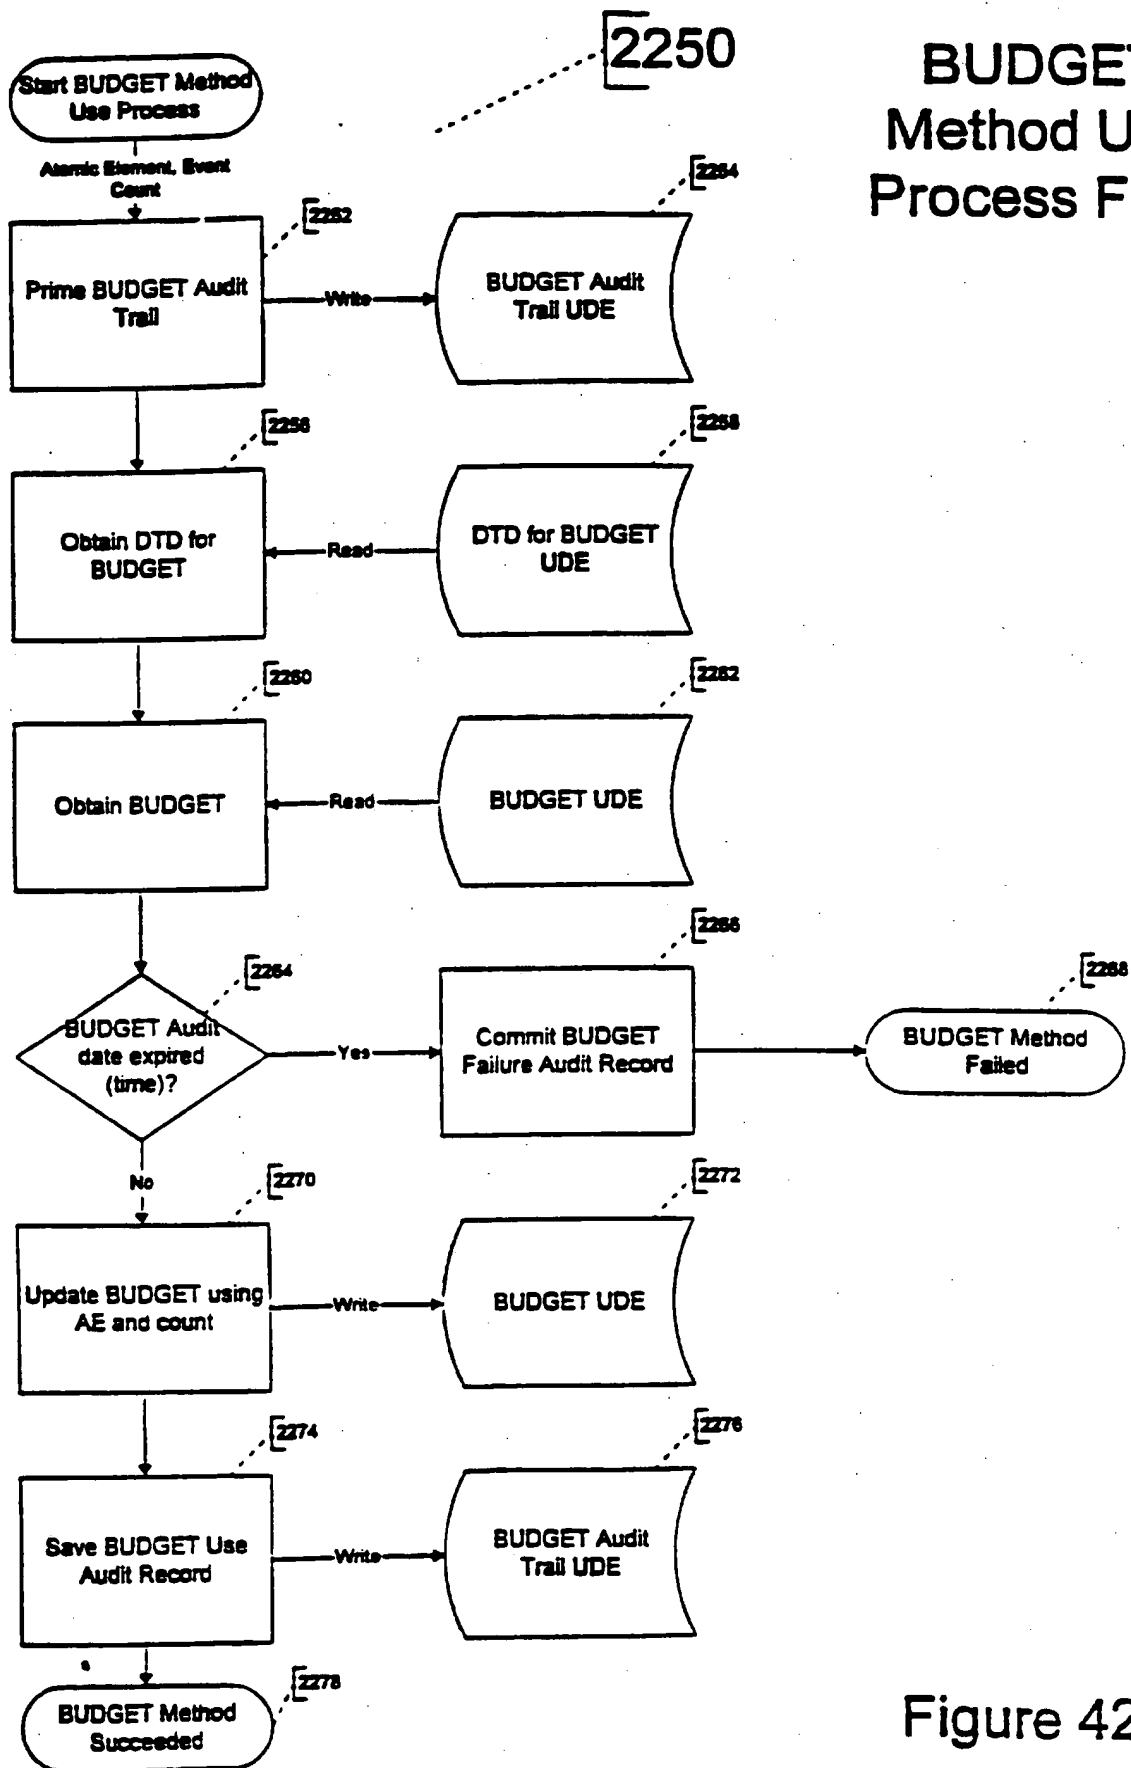 2250
BUDGET
Method U
Process F
Start BUDGET Method
Use Process
Atomic Element, Event
Count
2252
2254
Prime BUDGET Audit
Trail
Write
BUDGET Audit
Trail UDE
2256
2258
Obtain DTD for
BUDGET
Read
DTD for BUDGET
UDE
2260
2262
Obtain BUDGET
Read
BUDGET UDE
2264
2266
2268
BUDGET Audit
date expired
(time)?
Yes
Commit BUDGET
Failure Audit Record
BUDGET Method
Failed
No
2270
2272
Update BUDGET using
AE and count
Write
BUDGET UDE
2274
2276
Save BUDGET Use
Audit Record
Write
BUDGET Audit
Trail UDE
2278
BUDGET Method
Succeeded
Figure 42